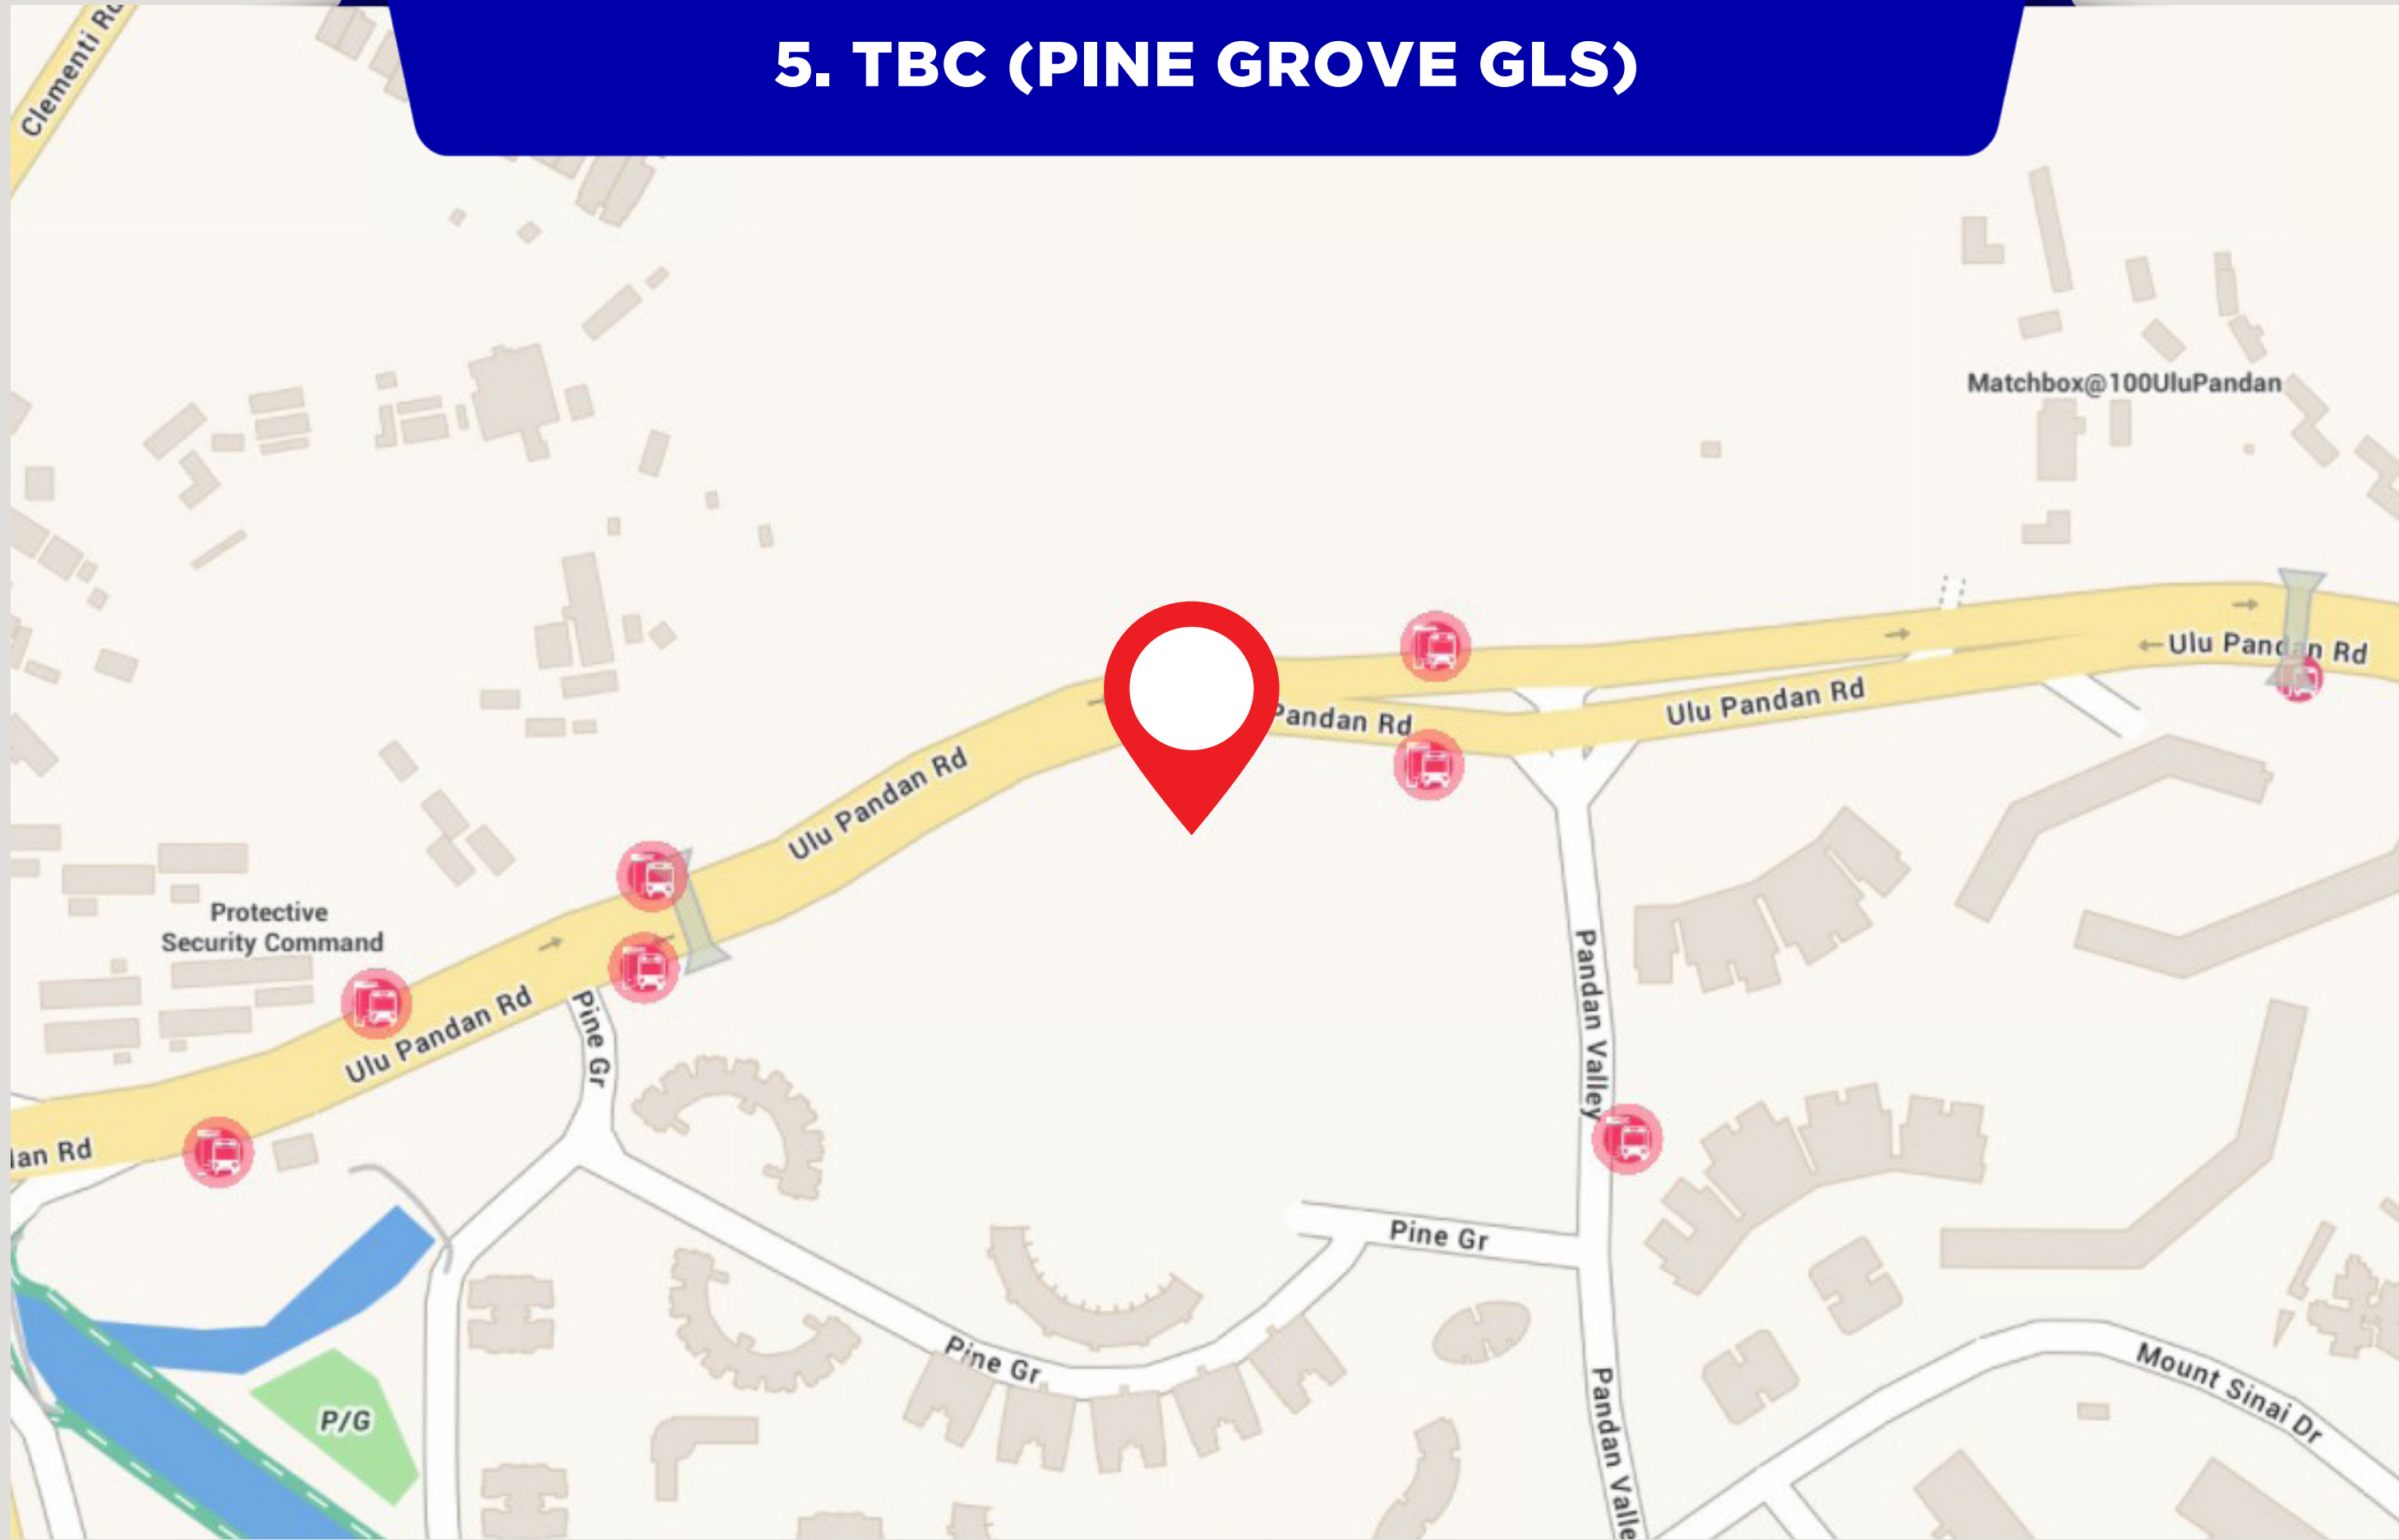 5. TBC (PINE GROVE GLS)
Clementi Rd
Matchbox@100UluPandan
Ulu Pandan Rd
Pandan Rd
Ulu Pandan Rd
Ulu Pandan Rd
Protective
Security Command
Ulu Pandan Rd
Pine Gr
Pandan Valley
Rd
Pine Gr
Pine Gr
Mount Sinai Dr
P/G
Pandan Valle